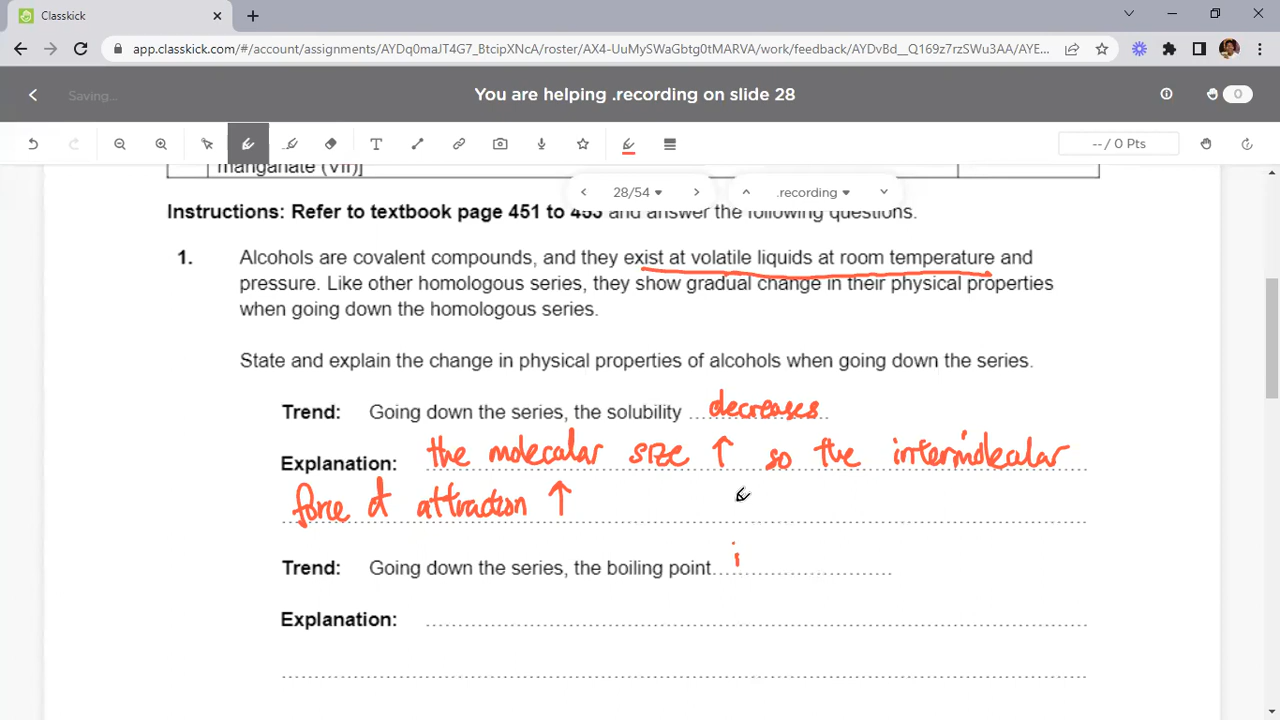 Classkick
app.classkick.com/#/account/assignments/AYDq0maJT4G7_BtcipXNnA/roster/AX4-UuMySWaGbtg0tMARVA/work/feedback/AYDvBd__Q169z7rzSWu3AA/AYE...
Saving...
You are helping .recording on slide 28
0
-- / 0 Pts
manganate (VII)]
28/54
.recording
Instructions: Refer to textbook page 451 to 453 and answer the following questions.
1. Alcohols are covalent compounds, and they exist at volatile liquids at room temperature and
pressure. Like other homologous series, they show gradual change in their physical properties
when going down the homologous series.
State and explain the change in physical properties of alcohols when going down the series.
Trend: Going down the series, the solubility decreases
Explanation: the molecular size ↑ so the intermolecular
force of attraction ↑
Trend: Going down the series, the boiling point i
Explanation: